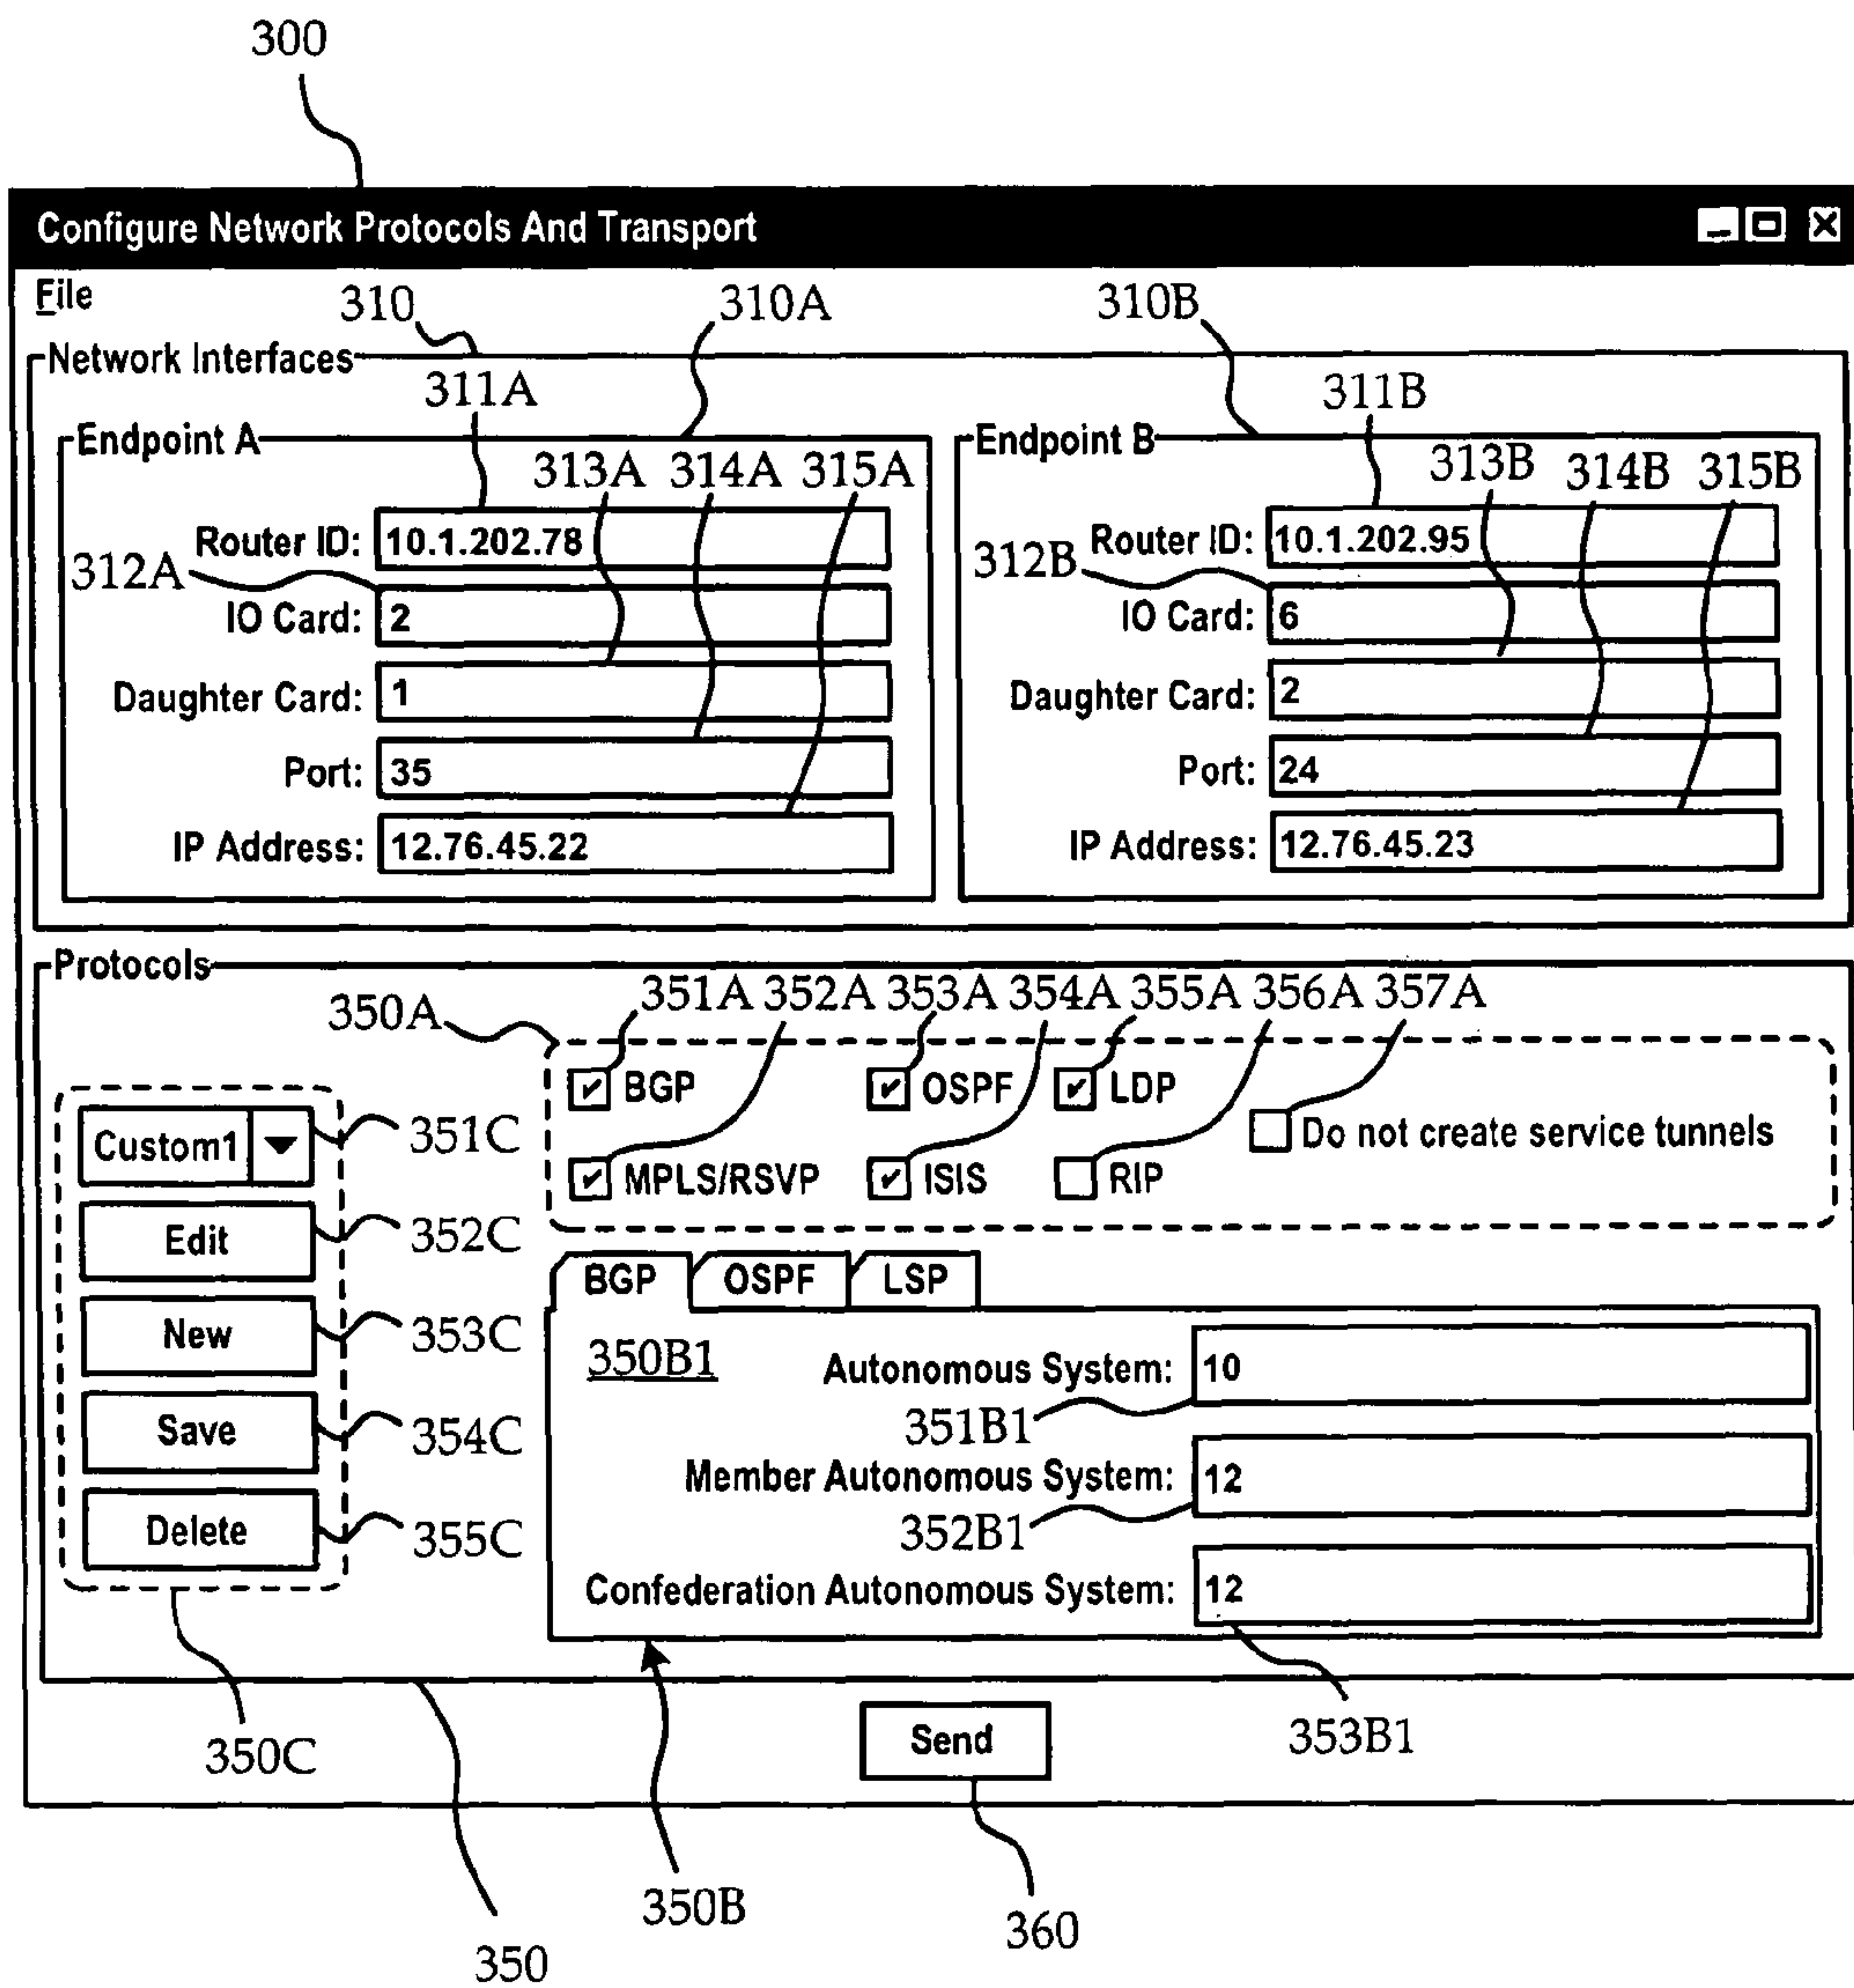 300
Configure Network Protocols And Transport
File
310 310A 310B
Network Interfaces
311A 311B
Endpoint A Endpoint B
313A 314A 315A 313B 314B 315B
Router ID: 10.1.202.78 Router ID: 10.1.202.95
312A 312B
IO Card: 2 IO Card: 6
Daughter Card: 1 Daughter Card: 2
Port: 35 Port: 24
IP Address: 12.76.45.22 IP Address: 12.76.45.23
Protocols
350A 351A 352A 353A 354A 355A 356A 357A
BGP OSPF LDP
Do not create service tunnels
MPLS/RSVP ISIS RIP
Custom1 351C
Edit 352C
New 353C
Save 354C
Delete 355C
BGP OSPF LSP
350B1
Autonomous System: 10
351B1
Member Autonomous System: 12
352B1
Confederation Autonomous System: 12
350C
Send
353B1
350B
360
350